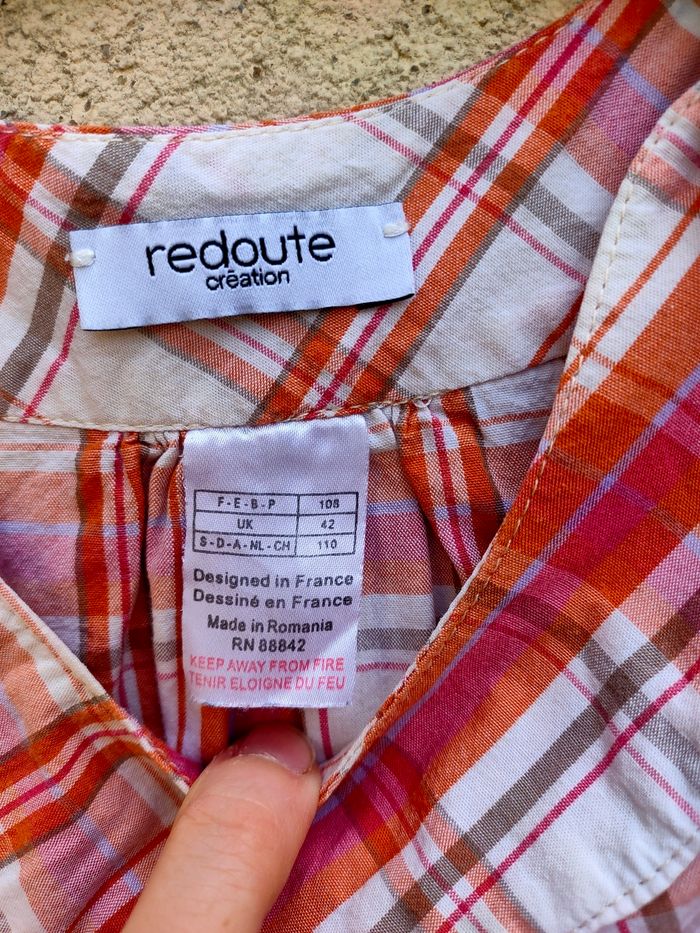 redoute
création
F-E-B-P 108
UK 42
S-D-A-NL-CH 110
Designed in France
Dessiné en France
Made in Romania
RN 88842
KEEP AWAY FROM FIRE
TENIR ELOIGNE DU FEU